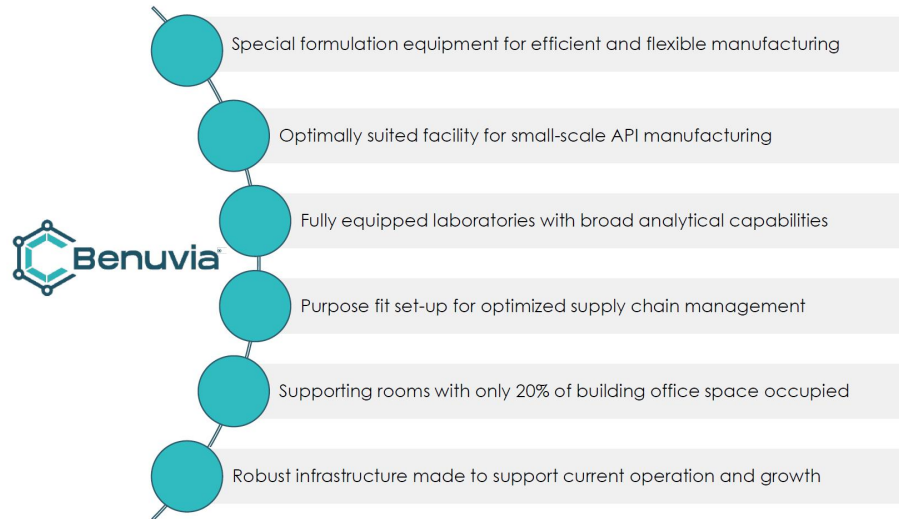 Special formulation equipment for efficient and flexible manufacturing
Optimally suited facility for small-scale API manufacturing
Fully equipped laboratories with broad analytical capabilities
Benuvia®
Purpose fit set-up for optimized supply chain management
Supporting rooms with only 20% of building office space occupied
Robust infrastructure made to support current operation and growth